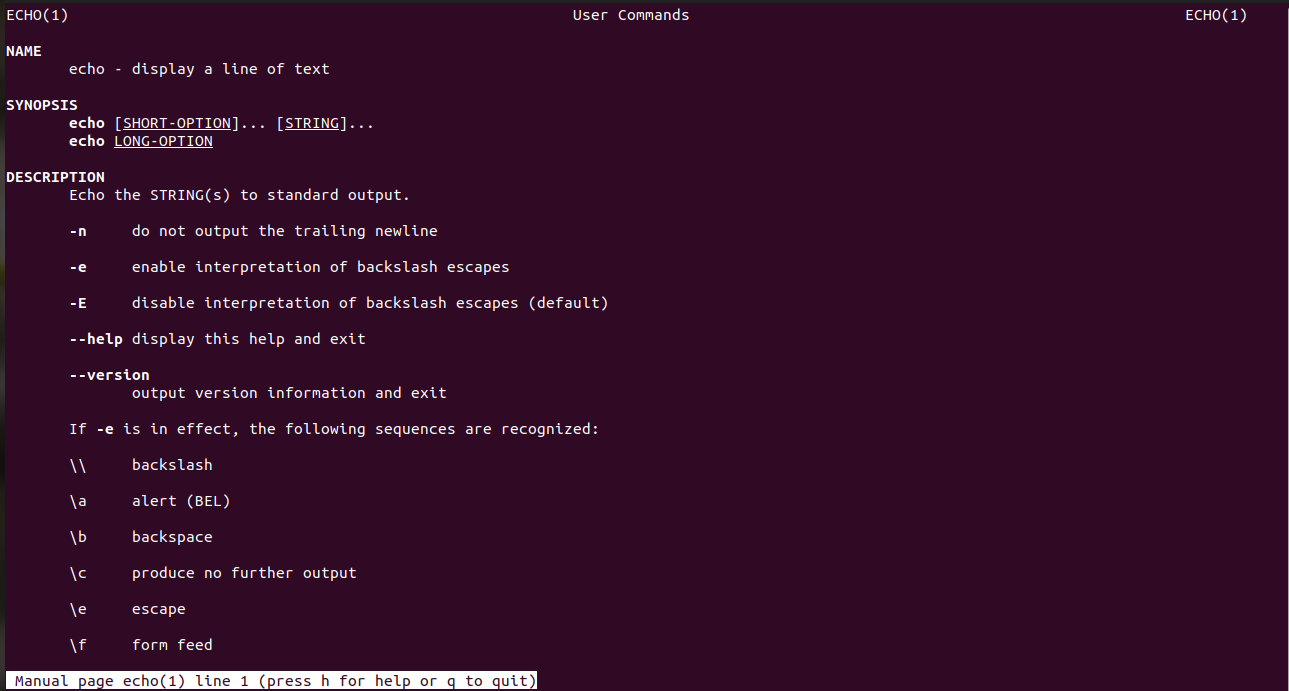 ECHO(1) User Commands ECHO(1)
NAME
echo - display a line of text
SYNOPSIS
echo [SHORT-OPTION]... [STRING]...
echo LONG-OPTION
DESCRIPTION
Echo the STRING(s) to standard output.
-n do not output the trailing newline
-e enable interpretation of backslash escapes
-E disable interpretation of backslash escapes (default)
--help display this help and exit
--version
output version information and exit
If -e is in effect, the following sequences are recognized:
\\ backslash
\a alert (BEL)
\b backspace
\c produce no further output
\e escape
\f form feed
Manual page echo(1) line 1 (press h for help or q to quit)